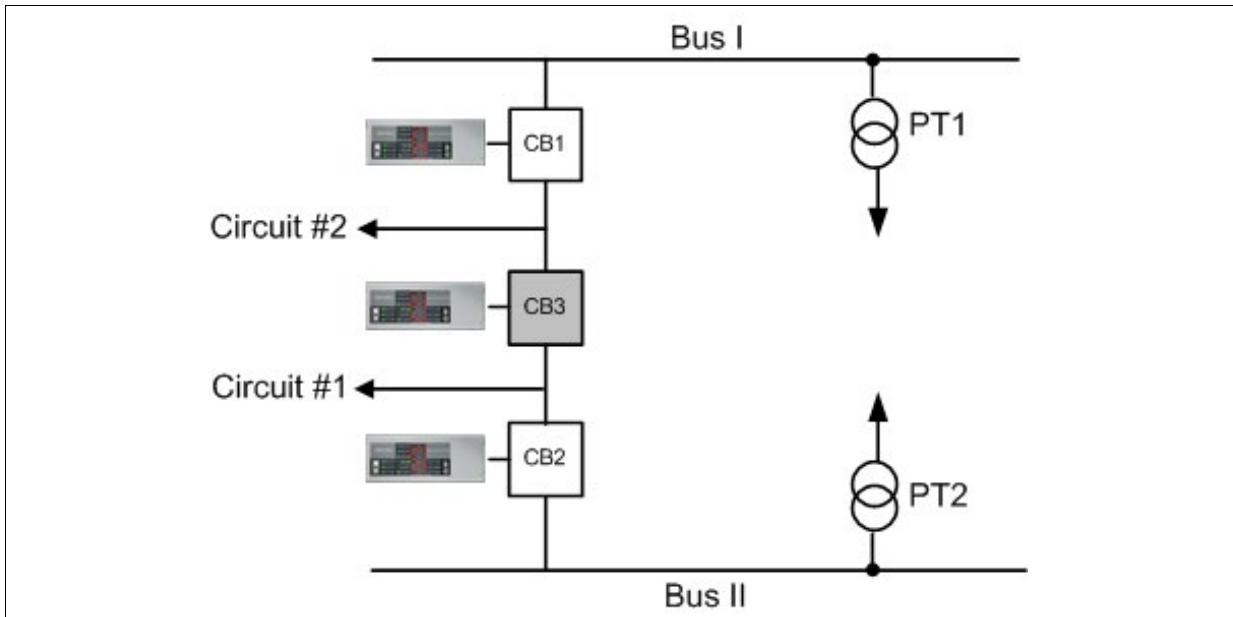 Bus I
PT1
CB1
Circuit #2
CB3
Circuit #1
CB2
PT2
Bus II